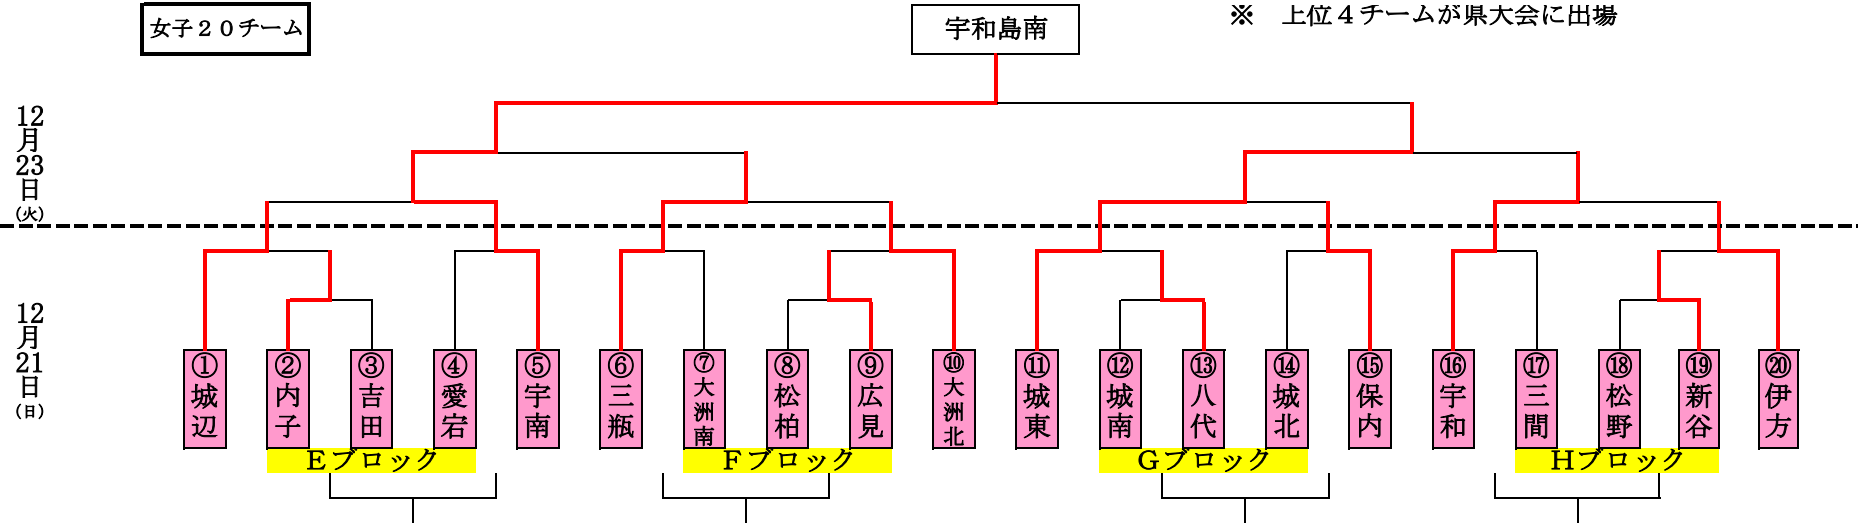 女子２０チーム
宇和島南
※　上位４チームが県大会に出場
12月23日(火)
12月21日(日)
①城辺
②内子
③吉田
④愛宕
⑤宇南
⑥三瓶
⑦大洲南
⑧松柏
⑨広見
⑩大洲北
⑪城東
⑫城南
⑬八代
⑭城北
⑮保内
⑯宇和
⑰三間
⑱松野
⑲新谷
⑳伊方
Ｅブロック
Ｆブロック
Ｇブロック
Ｈブロック